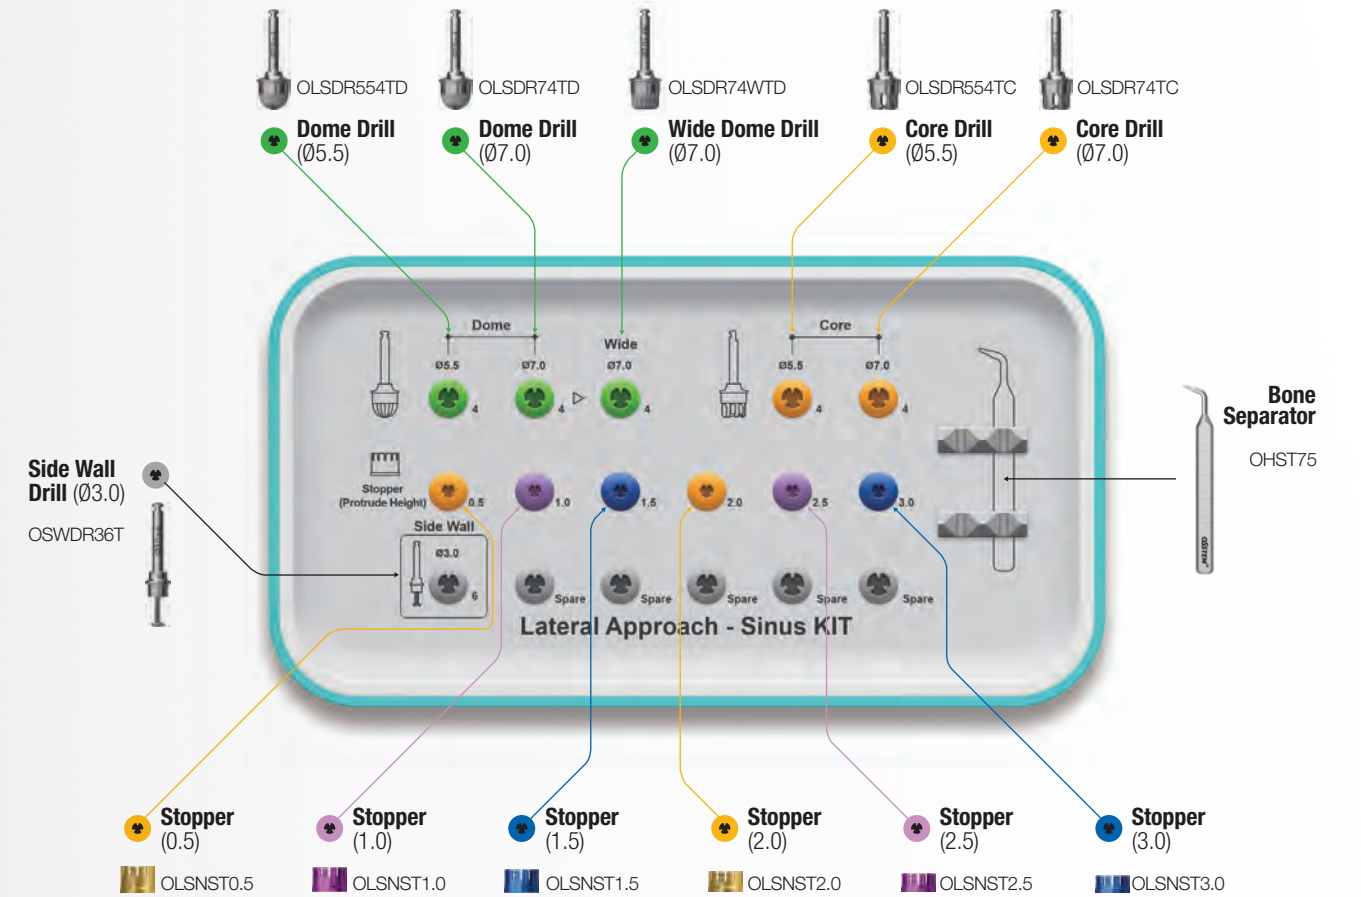 OLSDR554TD
OLSDR74TD
OLSDR74WTD
OLSDR554TC
OLSDR74TC
Dome Drill
(Ø5.5)
Dome Drill
(Ø7.0)
Wide Dome Drill
(Ø7.0)
Core Drill
(Ø5.5)
Core Drill
(Ø7.0)
Dome
Core
Wide
Ø5.5
Ø7.0
Ø7.0
Ø5.5
Ø7.0
4
4
4
4
4
Bone
Separator
OHST75
Side Wall
Drill (Ø3.0)
OSWDR36T
Stopper
(Protrude Height)
0.5
1.0
1.5
2.0
2.5
3.0
Side Wall
Ø3.0
6
Spare
Spare
Spare
Spare
Spare
Lateral Approach - Sinus KIT
Stopper
(0.5)
Stopper
(1.0)
Stopper
(1.5)
Stopper
(2.0)
Stopper
(2.5)
Stopper
(3.0)
OLSNST0.5
OLSNST1.0
OLSNST1.5
OLSNST2.0
OLSNST2.5
OLSNST3.0